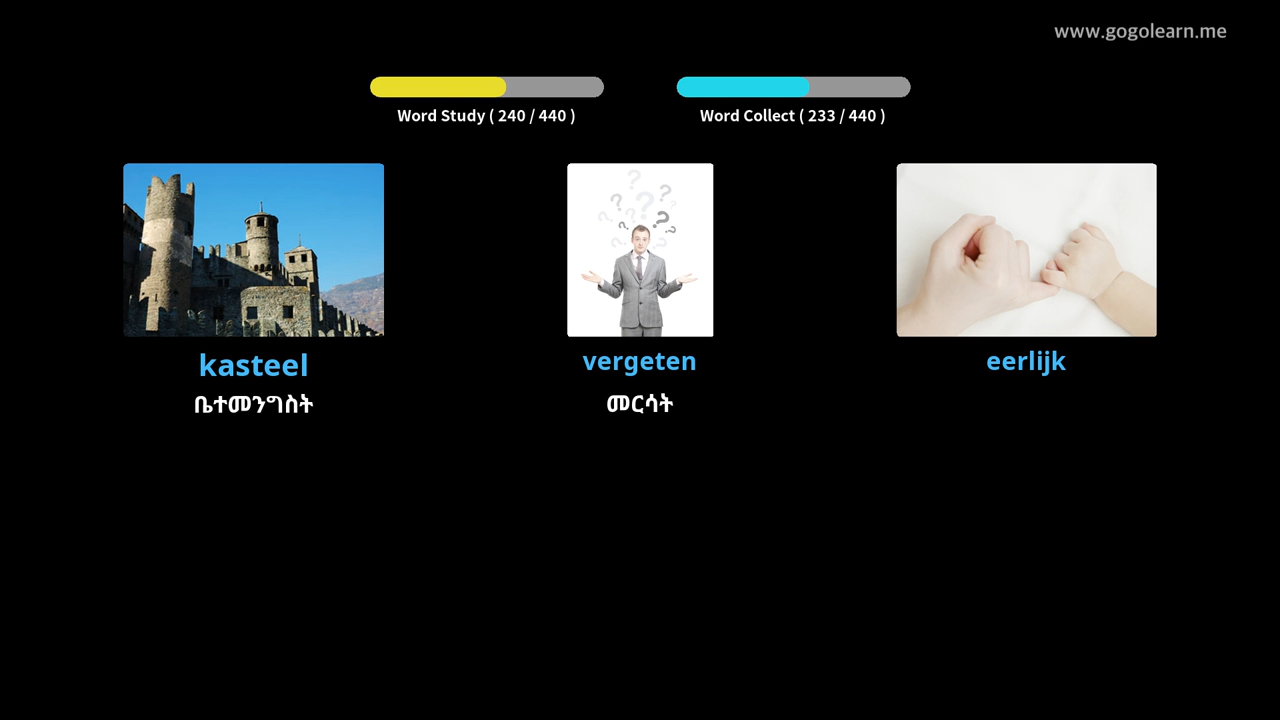 www.gogolearn.me
Word Study ( 240 / 440 )
Word Collect ( 233 / 440 )
kasteel
vergeten
eerlijk
ቤተመንግስት
መርሳት